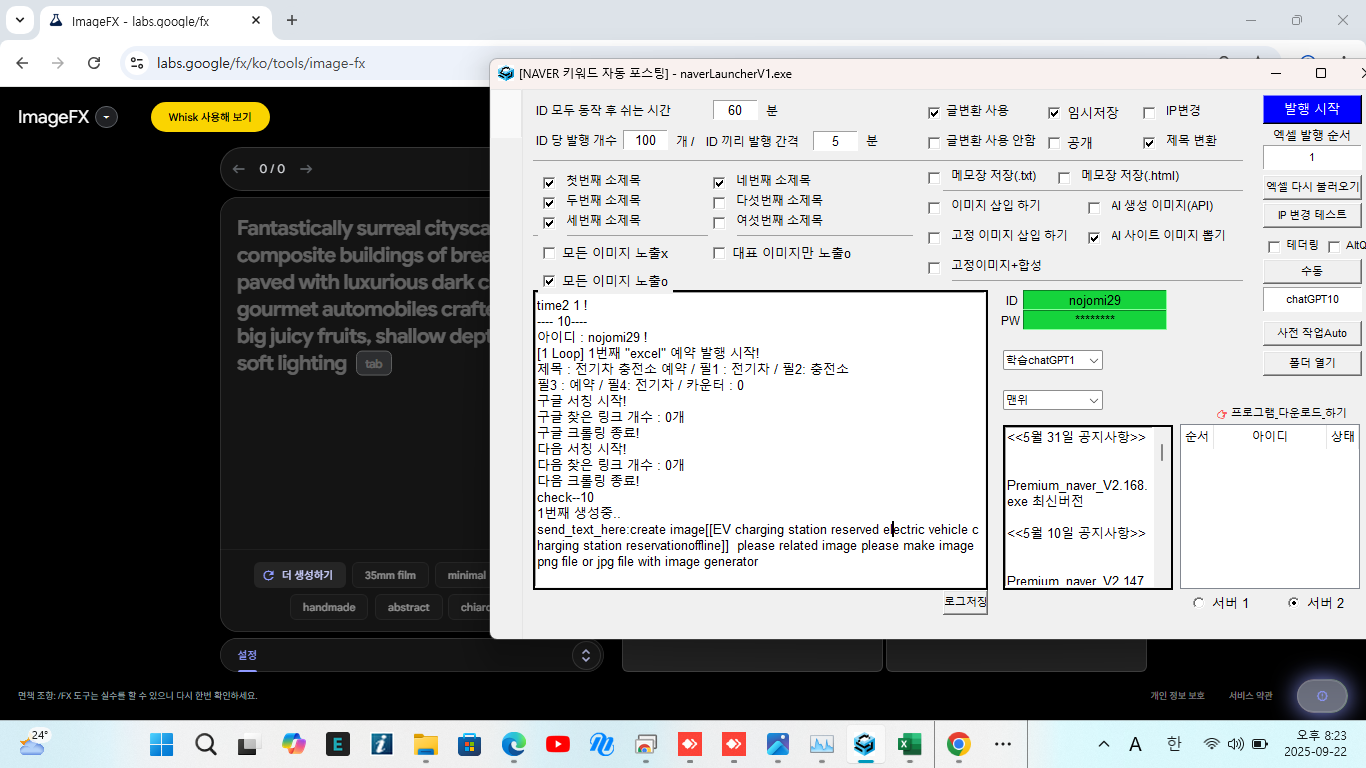 ImageFX - labs.google/fx
labs.google/fx/ko/tools/image-fx
ImageFX
Whisk 사용해 보기
0 / 0
Fantastically surreal citysca
composite buildings of brea
paved with luxurious dark c
gourmet automobiles crafte
big juicy fruits, shallow dept
soft lighting tab
더 생성하기 35mm film minimal
handmade abstract chiaro
설정
면책 조항: /FX 도구는 실수를 할 수 있으니 다시 한번 확인하세요.
개인 정보 보호 서비스 약관
[NAVER 키워드 자동 포스팅] - naverLauncherV1.exe
ID 모두 동작 후 쉬는 시간 60 분
ID 당 발행 개수 100 개 / ID 끼리 발행 간격 5 분
글변환 사용 임시저장 IP변경
글변환 사용 안함 공개 제목 변환
첫번째 소제목 네번째 소제목
두번째 소제목 다섯번째 소제목
세번째 소제목 여섯번째 소제목
모든 이미지 노출x 대표 이미지만 노출o
모든 이미지 노출o
메모장 저장(.txt) 메모장 저장(.html)
이미지 삽입 하기 AI 생성 이미지(API)
고정 이미지 삽입 하기 AI 사이트 이미지 뽑기
고정이미지+합성
발행 시작
엑셀 발행 순서
1
엑셀 다시 불러오기
IP 변경 테스트
테더링 AltQ
수동
chatGPT10
사전 작업Auto
폴더 열기
time2 1 !
---- 10----
아이디 : nojomi29 !
[1 Loop] 1번째 "excel" 예약 발행 시작!
제목 : 전기차 충전소 예약 / 필1 : 전기차 / 필2: 충전소
필3 : 예약 / 필4: 전기차 / 카운터 : 0
구글 서칭 시작!
구글 찾은 링크 개수 : 0개
구글 크롤링 종료!
다음 서칭 시작!
다음 찾은 링크 개수 : 0개
다음 크롤링 종료!
check--10
1번째 생성중..
send_text_here:create image[[EV charging station reserved electric vehicle c
harging station reservationoffline]]  please related image please make image
png file or jpg file with image generator
로그저장
ID nojomi29
PW ********
학습chatGPT1
맨위
<<5월 31일 공지사항>>
Premium_naver_V2.168.
exe 최신버전
<<5월 10일 공지사항>>
Premium_naver_V2.147
프로그램_다운로드_하기
순서 아이디 상태
서버 1 서버 2
24°
오후 8:23
A 한
2025-09-22